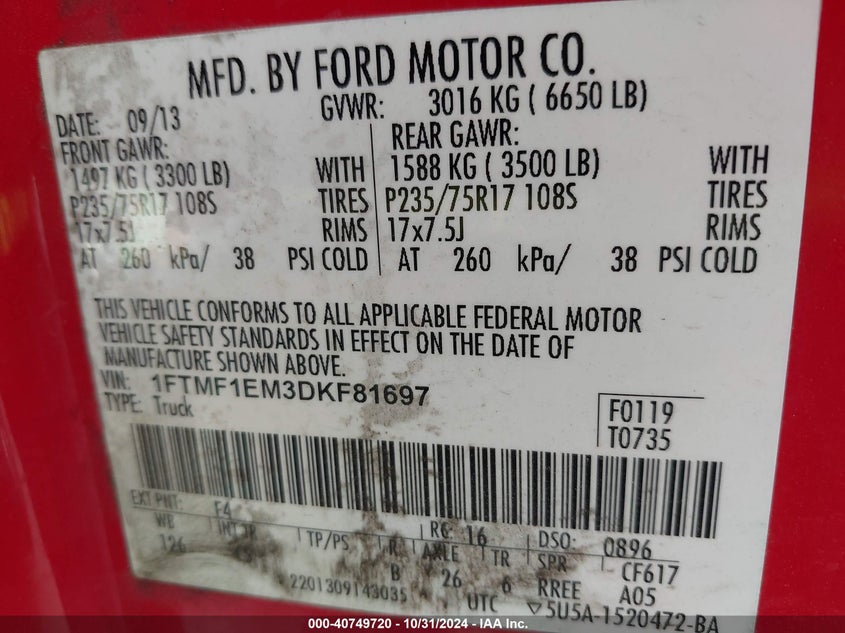 MFD. BY FORD MOTOR CO.
DATE: 09/13 GVWR: 3016 KG ( 6650 LB)
FRONT GAWR: REAR GAWR:
1497 KG ( 3300 LB) WITH 1588 KG ( 3500 LB) WITH
P235/75R17 108S TIRES P235/75R17 108S TIRES
17x7.5J RIMS 17x7.5J RIMS
AT 260 kPa/ 38 PSI COLD AT 260 kPa/ 38 PSI COLD
THIS VEHICLE CONFORMS TO ALL APPLICABLE FEDERAL MOTOR
VEHICLE SAFETY STANDARDS IN EFFECT ON THE DATE OF
MANUFACTURE SHOWN ABOVE.
VIN: 1FTMF1EM3DKF81697
TYPE: Truck
F0119
T0735
EXT PNT: F4 RC: 16 DSO: 0896
WB INT TR TP/PS R AXLE TR SPR CF617
126 B 26 6 RREE A05
2201309143035 UTC ▽5U5A-1520472-BA
000-40749720 - 10/31/2024 - IAA Inc.